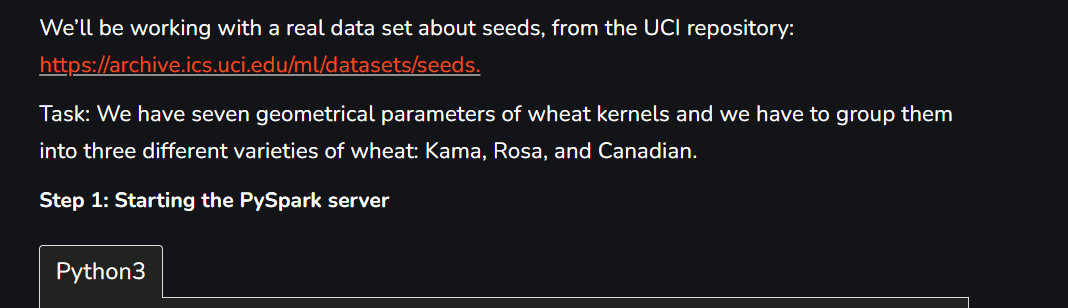 We’ll be working with a real data set about seeds, from the UCI repository:
https://archive.ics.uci.edu/ml/datasets/seeds.
Task: We have seven geometrical parameters of wheat kernels and we have to group them
into three different varieties of wheat: Kama, Rosa, and Canadian.
Step 1: Starting the PySpark server
Python3